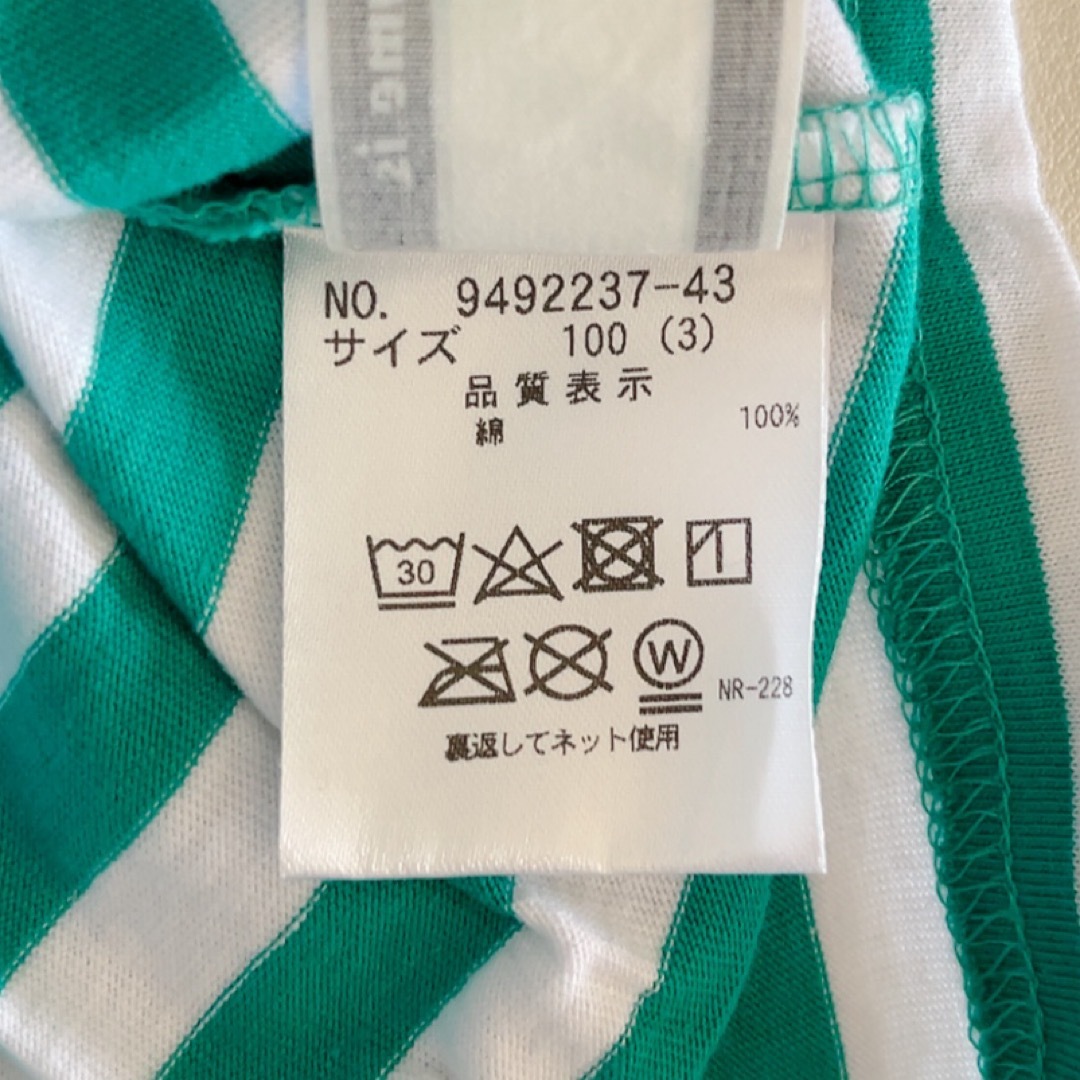 NO. 9492237-43
サイズ 100 (3)
品質表示
綿 100%
30
W
NR-228
裏返してネット使用